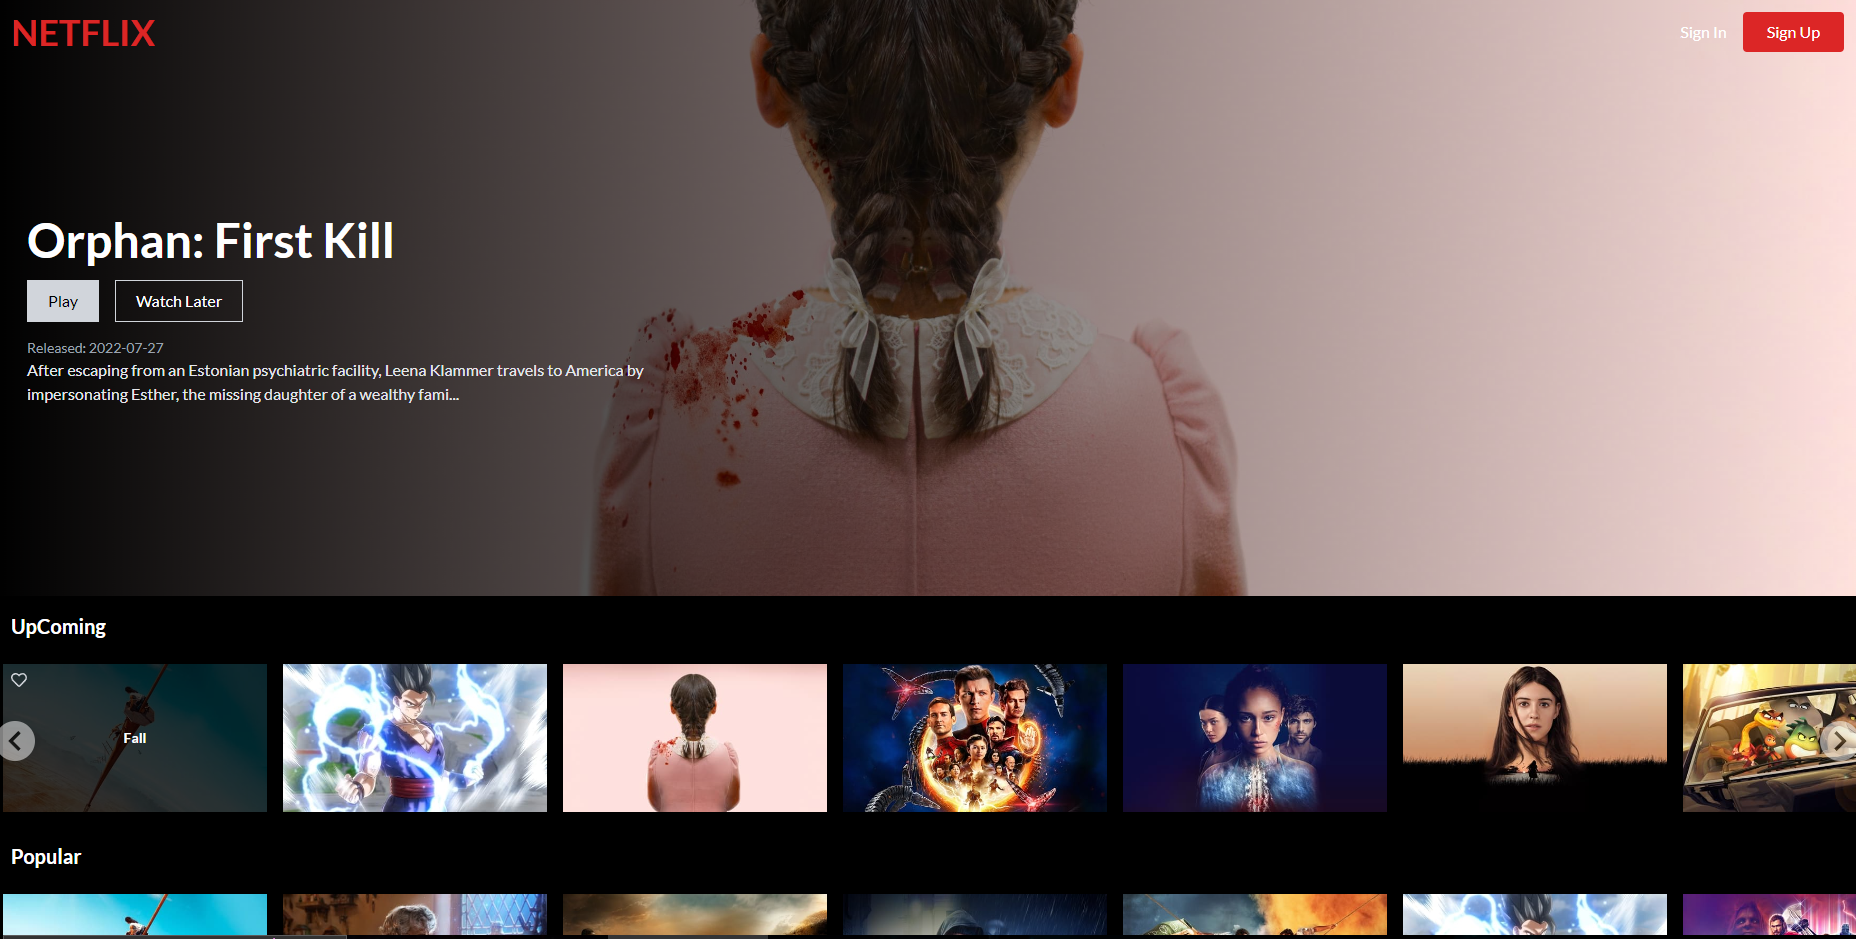 NETFLIX
Sign In
Sign Up
Orphan: First Kill
Play
Watch Later
Released: 2022-07-27
After escaping from an Estonian psychiatric facility, Leena Klammer travels to America by
impersonating Esther, the missing daughter of a wealthy fami...
UpComing
Fall
Popular